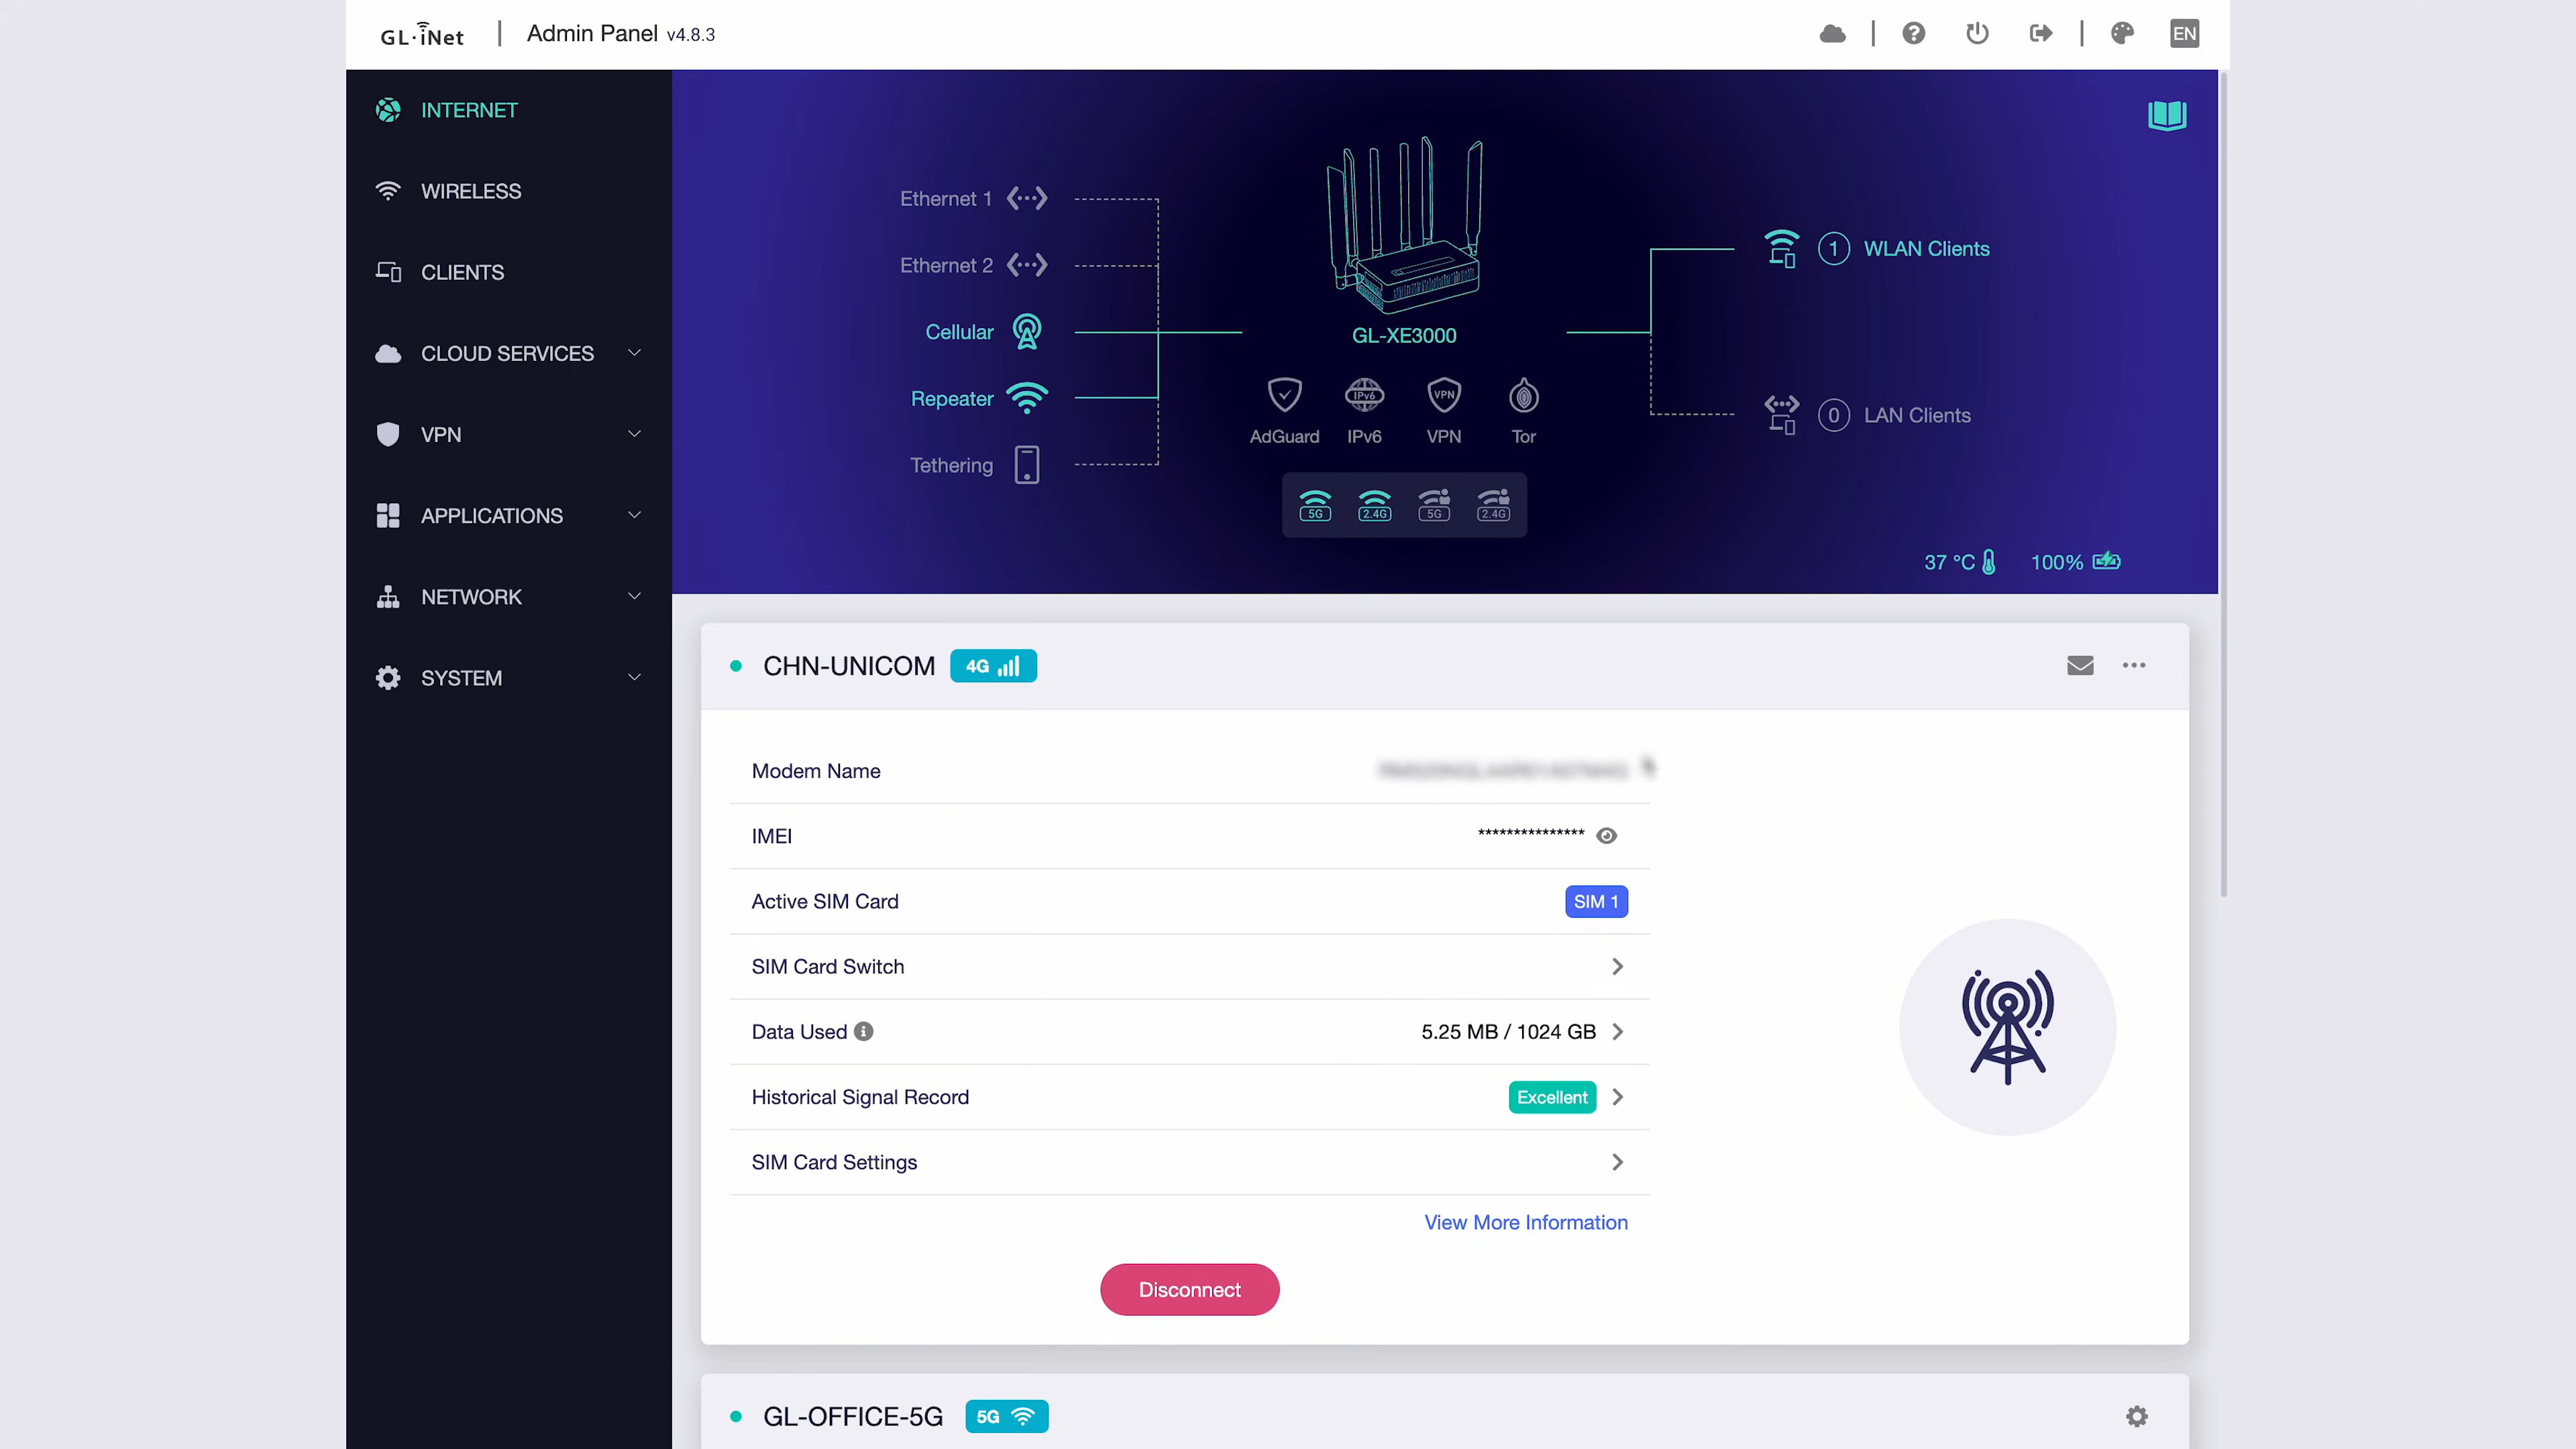 GL·iNet | Admin Panel v4.8.3
EN
INTERNET
WIRELESS
CLIENTS
CLOUD SERVICES
VPN
APPLICATIONS
NETWORK
SYSTEM
Ethernet 1
Ethernet 2
Cellular
Repeater
Tethering
GL-XE3000
IPv6
VPN
AdGuard
IPv6
VPN
Tor
5G
2.4G
5G
2.4G
1 WLAN Clients
0 LAN Clients
37 °C
100%
CHN-UNICOM 4G
Modem Name
IMEI ***************
Active SIM Card SIM 1
SIM Card Switch
Data Used 5.25 MB / 1024 GB
Historical Signal Record Excellent
SIM Card Settings
View More Information
Disconnect
GL-OFFICE-5G 5G